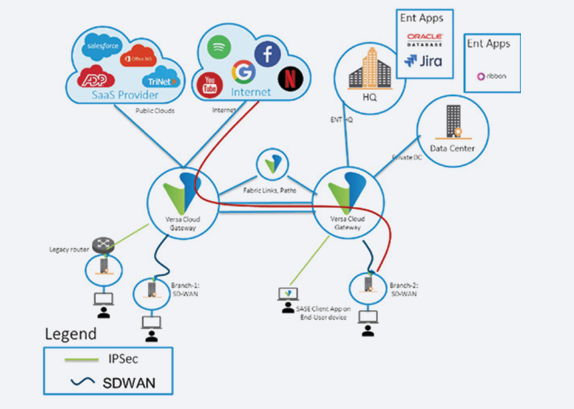 Ent Apps
ORACLE
DATABASE
Jira
Ent Apps
ribbon
salesforce
Office 365
ADP
TriNet
SaaS Provider
You
Tube
G
f
N
Internet
HQ
Data Center
Public Clouds
Internet
ENT HQ
Private DC
Fabric Links, Paths
Versa Cloud
Gateway
Versa Cloud
Gateway
Legacy router
Branch-1:
SD-WAN
SASE Client App on
End-User device
Branch-2:
SD-WAN
Legend
IPSec
SDWAN